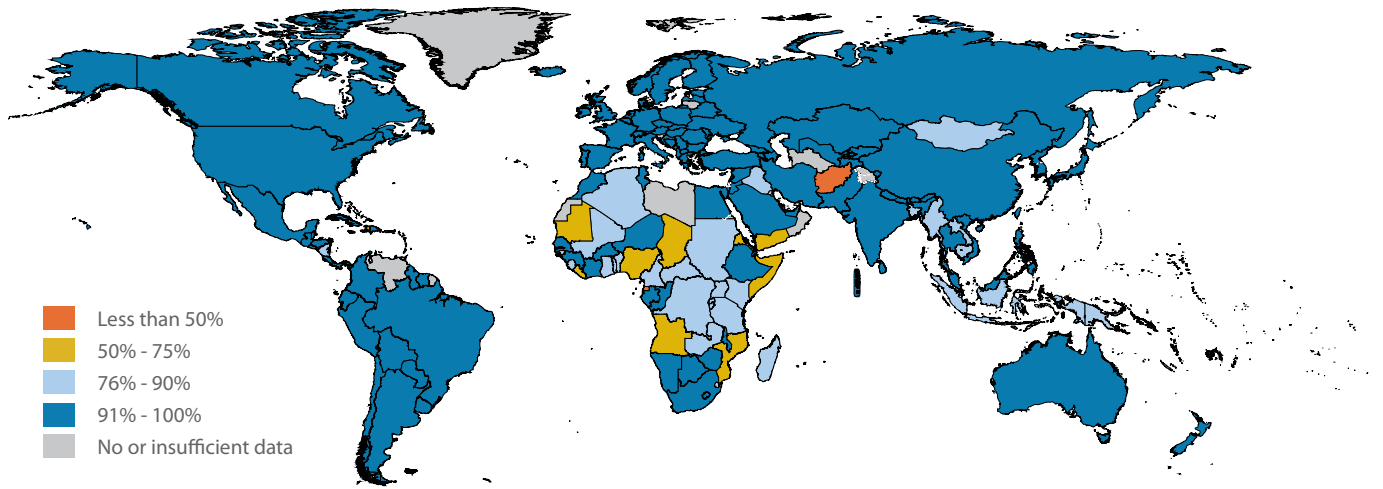 Less than 50%
50% - 75%
76% - 90%
91% - 100%
No or insufficient data